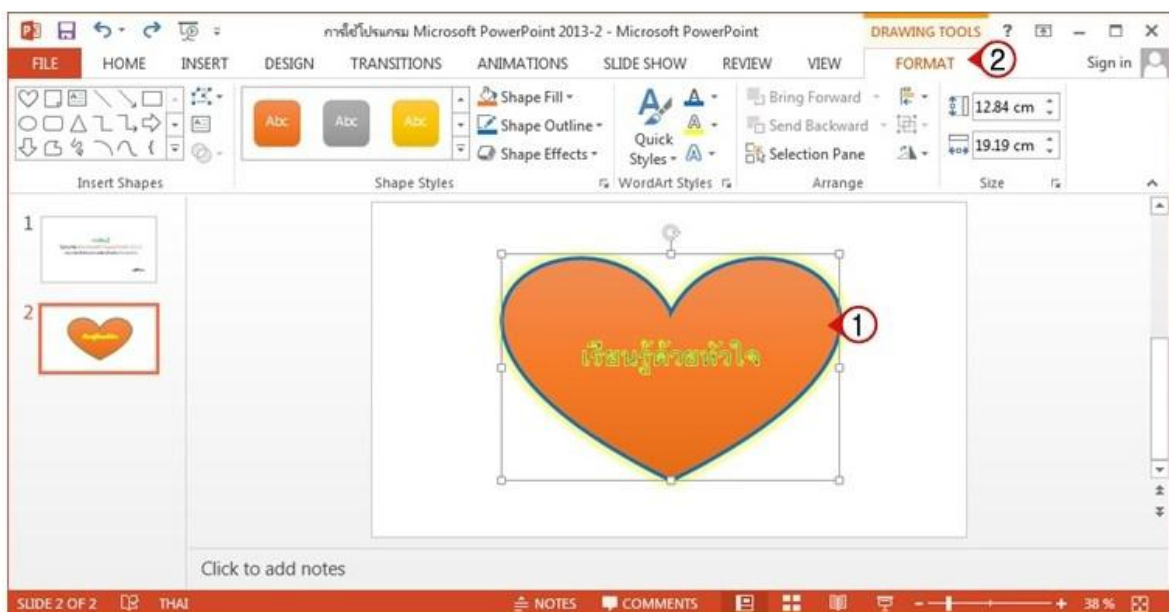 การใช้โปรแกรม Microsoft PowerPoint 2013-2 - Microsoft PowerPoint
DRAWING TOOLS ?
FILE HOME INSERT DESIGN TRANSITIONS ANIMATIONS SLIDE SHOW REVIEW VIEW FORMAT 2 Sign in
Abc Abc Abc
Shape Fill
Shape Outline
Shape Effects
Quick
Styles
Bring Forward
Send Backward
Selection Pane
12.84 cm
19.19 cm
Insert Shapes Shape Styles WordArt Styles Arrange Size
1
2
1
เรียนรู้ด้วยหัวใจ
Click to add notes
SLIDE 2 OF 2 THAI NOTES COMMENTS 38 %